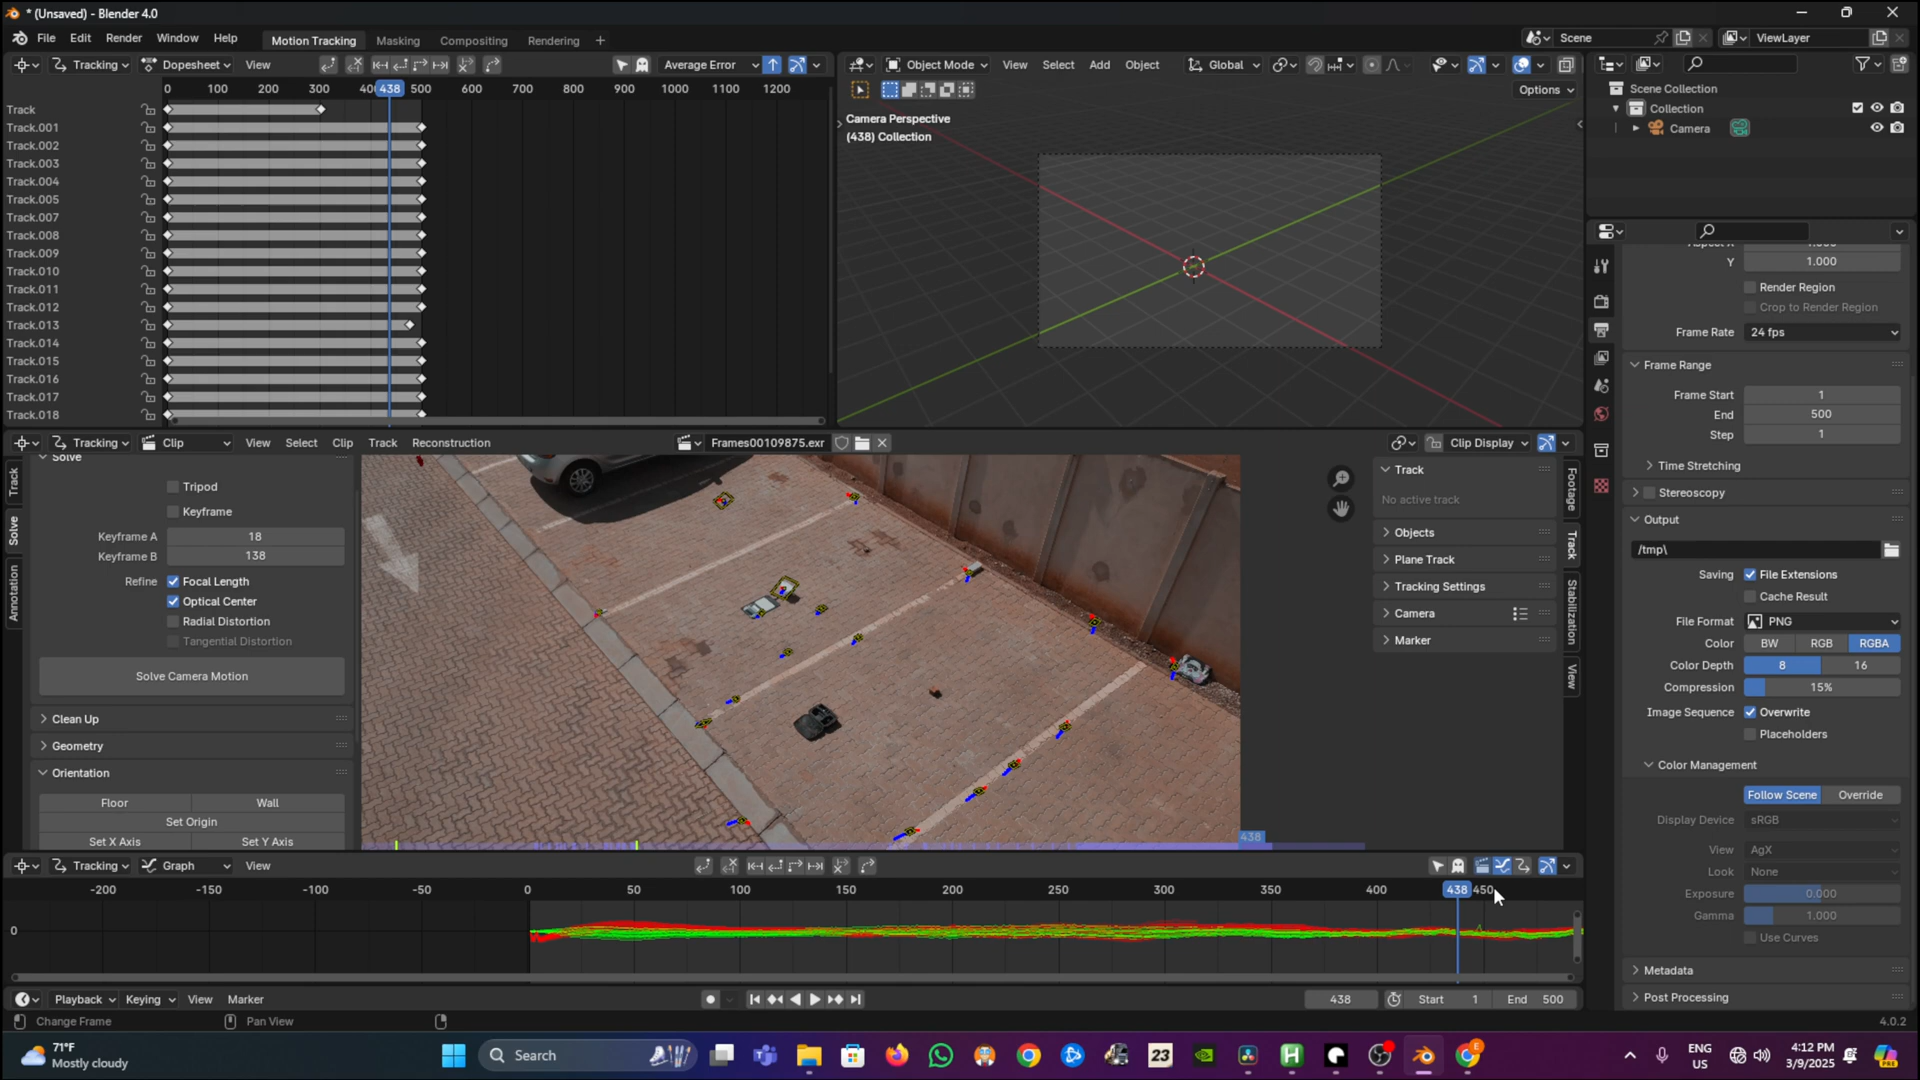 * (Unsaved) - Blender 4.0
File Edit Render Window Help Motion Tracking Masking Compositing Rendering + Scene ViewLayer
Tracking Dopesheet View Average Error
0 100 200 300 400 438 500 600 700 800 900 1000 1100 1200
Track
Track.001
Track.002
Track.003
Track.004
Track.005
Track.007
Track.008
Track.009
Track.010
Track.011
Track.012
Track.013
Track.014
Track.015
Track.016
Track.017
Track.018
Object Mode View Select Add Object Global
Options
Camera Perspective
(438) Collection
Scene Collection
Collection
Camera
Tracking Clip View Select Clip Track Reconstruction Frames00109875.exr Clip Display
Track
Solve
Annotation
Solve
Tripod
Keyframe
Keyframe A 18
Keyframe B 138
Refine Focal Length
Optical Center
Radial Distortion
Tangential Distortion
Solve Camera Motion
Clean Up
Geometry
Orientation
Floor Wall
Set Origin
Set X Axis Set Y Axis
438
Track
No active track
Objects
Plane Track
Tracking Settings
Camera
Marker
Footage
Track
Stabilization
View
Aspect X 1.000
Y 1.000
Render Region
Crop to Render Region
Frame Rate 24 fps
Frame Range
Frame Start 1
End 500
Step 1
Time Stretching
Stereoscopy
Output
/tmp\
Saving File Extensions
Cache Result
File Format PNG
Color BW RGB RGBA
Color Depth 8 16
Compression 15%
Image Sequence Overwrite
Placeholders
Color Management
Follow Scene Override
Display Device sRGB
View AgX
Look None
Exposure 0.000
Gamma 1.000
Use Curves
Metadata
Post Processing
Tracking Graph View
-200 -150 -100 -50 0 50 100 150 200 250 300 350 400 438 450
0
Playback Keying View Marker 438 Start 1 End 500
Change Frame Pan View 4.0.2
71°F
Mostly cloudy
Search
23
ENG
US
4:12 PM
3/9/2025